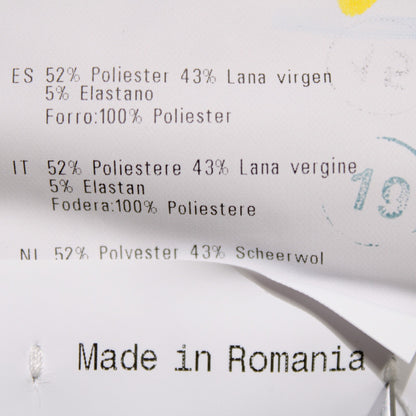 ES 52% Poliester 43% Lana virgen
5% Elastano
Forro:100% Poliester
IT 52% Poliestere 43% Lana vergine
5% Elastan
Fodera:100% Poliestere
NL 52% Polyester 43% Scheerwol
Made in Romania
19